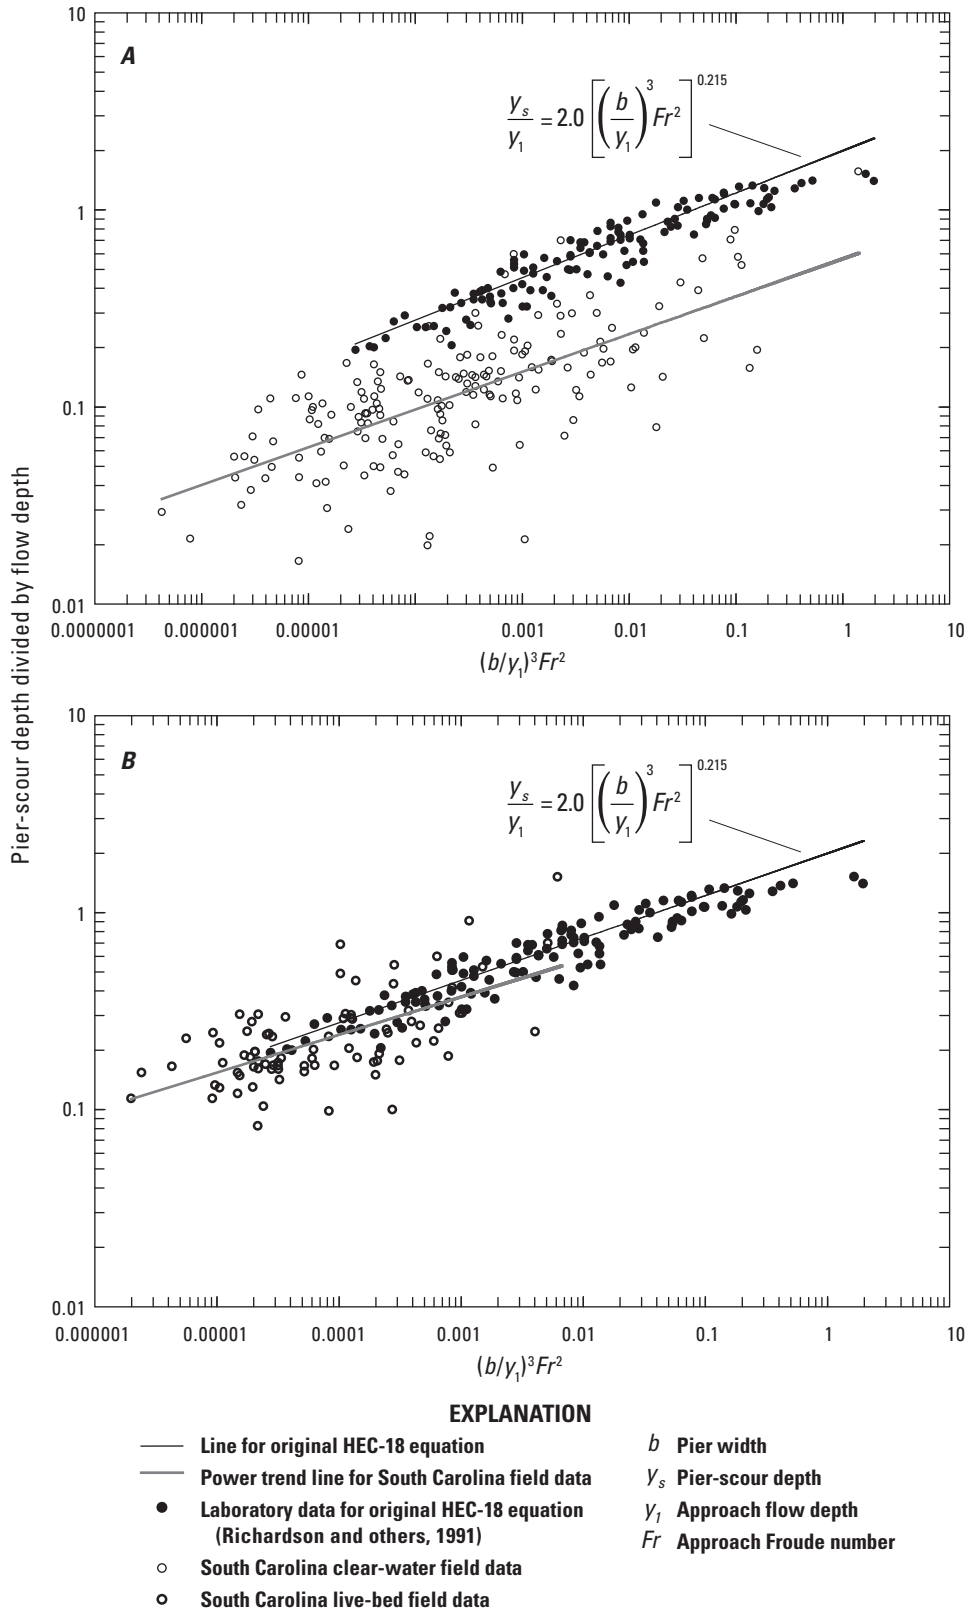 Pier-scour depth divided by flow depth
A
10
1
0.1
0.01
y_s/y_1 = 2.0 [(b/y_1)^3 Fr^2]^0.215
0.0000001 0.000001 0.00001 0.001 0.01 0.1 1 10
(b/y_1)^3 Fr^2
B
10
1
0.1
0.01
y_s/y_1 = 2.0 [(b/y_1)^3 Fr^2]^0.215
0.000001 0.00001 0.0001 0.001 0.01 0.1 1 10
(b/y_1)^3 Fr^2
EXPLANATION
Line for original HEC-18 equation
Power trend line for South Carolina field data
Laboratory data for original HEC-18 equation
(Richardson and others, 1991)
South Carolina clear-water field data
South Carolina live-bed field data
b Pier width
y_s Pier-scour depth
y_1 Approach flow depth
Fr Approach Froude number